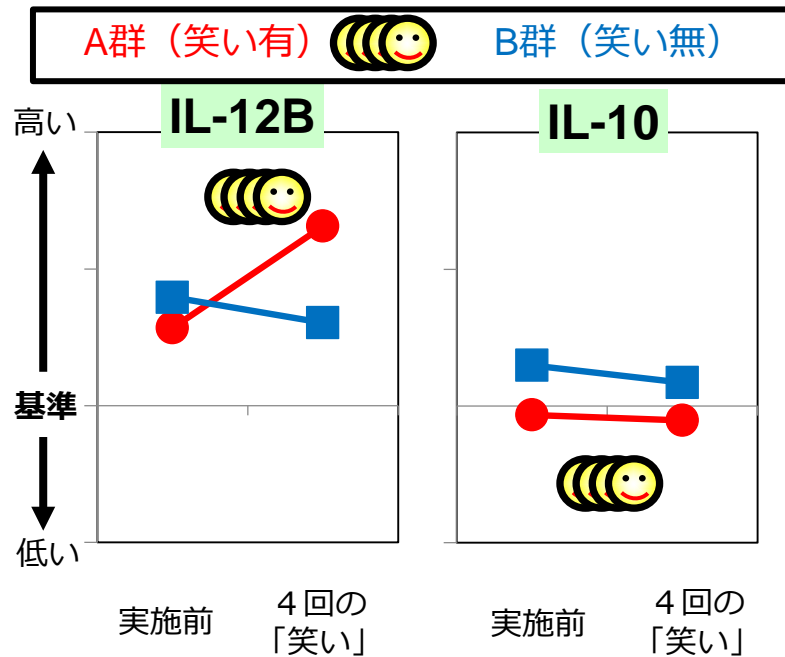 A群（笑い有） B群（笑い無）
IL-12B
IL-10
高い
基準
低い
実施前
４回の
「笑い」
実施前
４回の
「笑い」